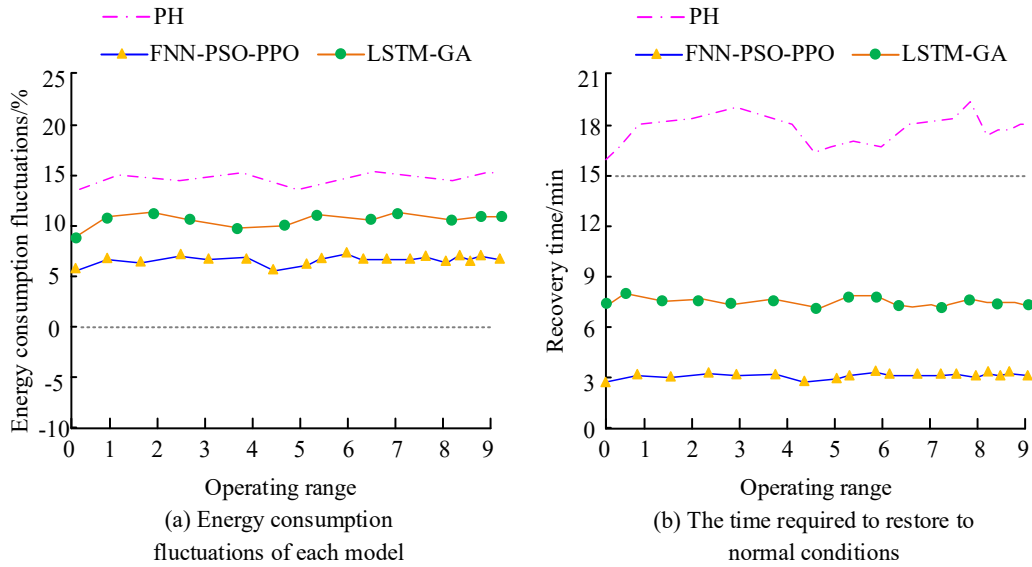 PH
FNN-PSO-PPO
LSTM-GA
Energy consumption fluctuations/%
25
20
15
10
5
0
-5
-10
0 1 2 3 4 5 6 7 8 9
Operating range
(a) Energy consumption
fluctuations of each model
PH
FNN-PSO-PPO
LSTM-GA
Recovery time/min
21
18
15
9
6
3
0
0 1 2 3 4 5 6 7 8 9
Operating range
(b) The time required to restore to
normal conditions